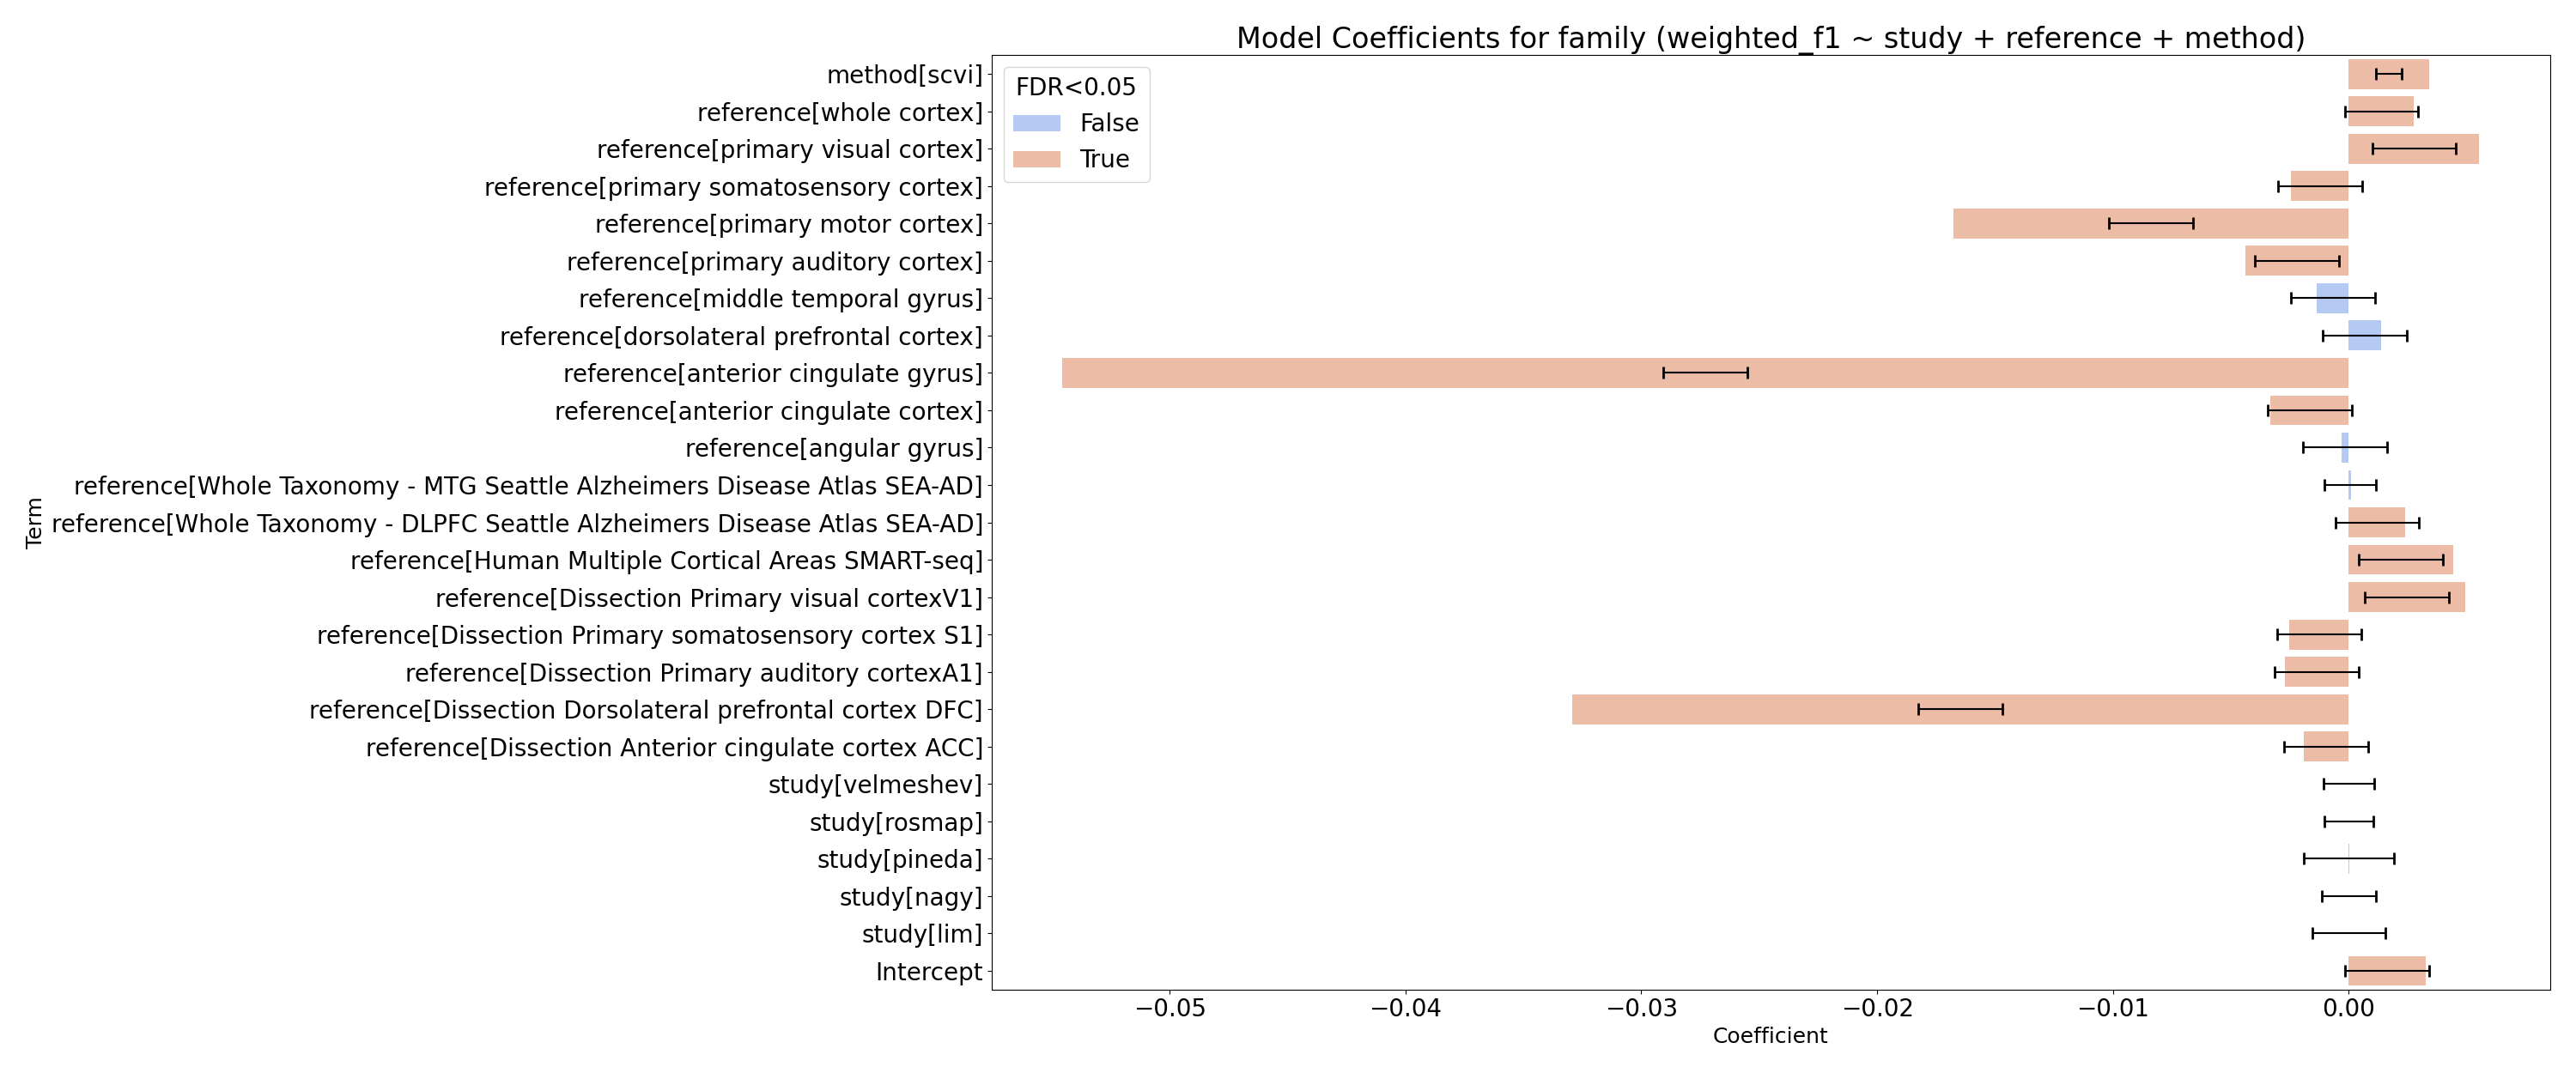 Model Coefficients for family (weighted_f1 ~ study + reference + method)
FDR<0.05
False
True
method[scvi]
reference[whole cortex]
reference[primary visual cortex]
reference[primary somatosensory cortex]
reference[primary motor cortex]
reference[primary auditory cortex]
reference[middle temporal gyrus]
reference[dorsolateral prefrontal cortex]
reference[anterior cingulate gyrus]
reference[anterior cingulate cortex]
reference[angular gyrus]
reference[Whole Taxonomy - MTG Seattle Alzheimers Disease Atlas SEA-AD]
reference[Whole Taxonomy - DLPFC Seattle Alzheimers Disease Atlas SEA-AD]
reference[Human Multiple Cortical Areas SMART-seq]
reference[Dissection Primary visual cortexV1]
reference[Dissection Primary somatosensory cortex S1]
reference[Dissection Primary auditory cortexA1]
reference[Dissection Dorsolateral prefrontal cortex DFC]
reference[Dissection Anterior cingulate cortex ACC]
study[velmeshev]
study[rosmap]
study[pineda]
study[nagy]
study[lim]
Intercept
Term
−0.05 −0.04 −0.03 −0.02 −0.01 0.00
Coefficient